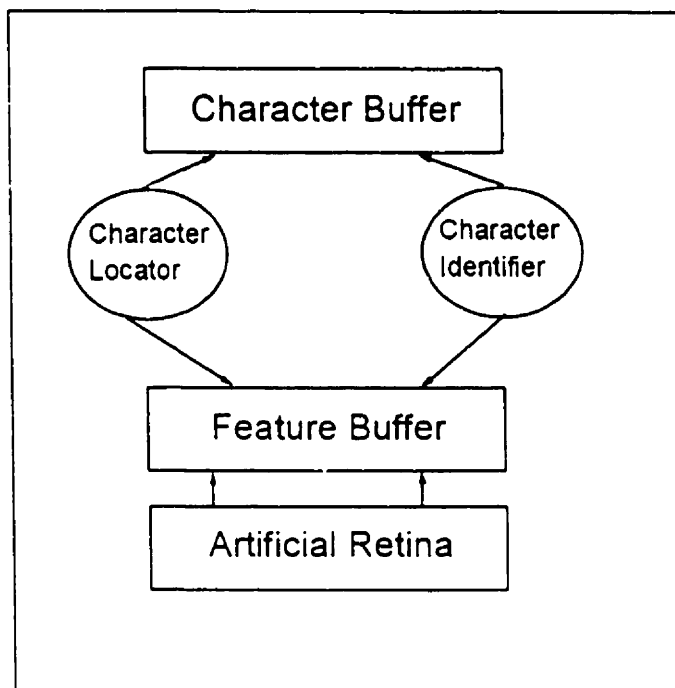 Character Buffer
Character
Locator
Character
Identifier
Feature Buffer
Artificial Retina